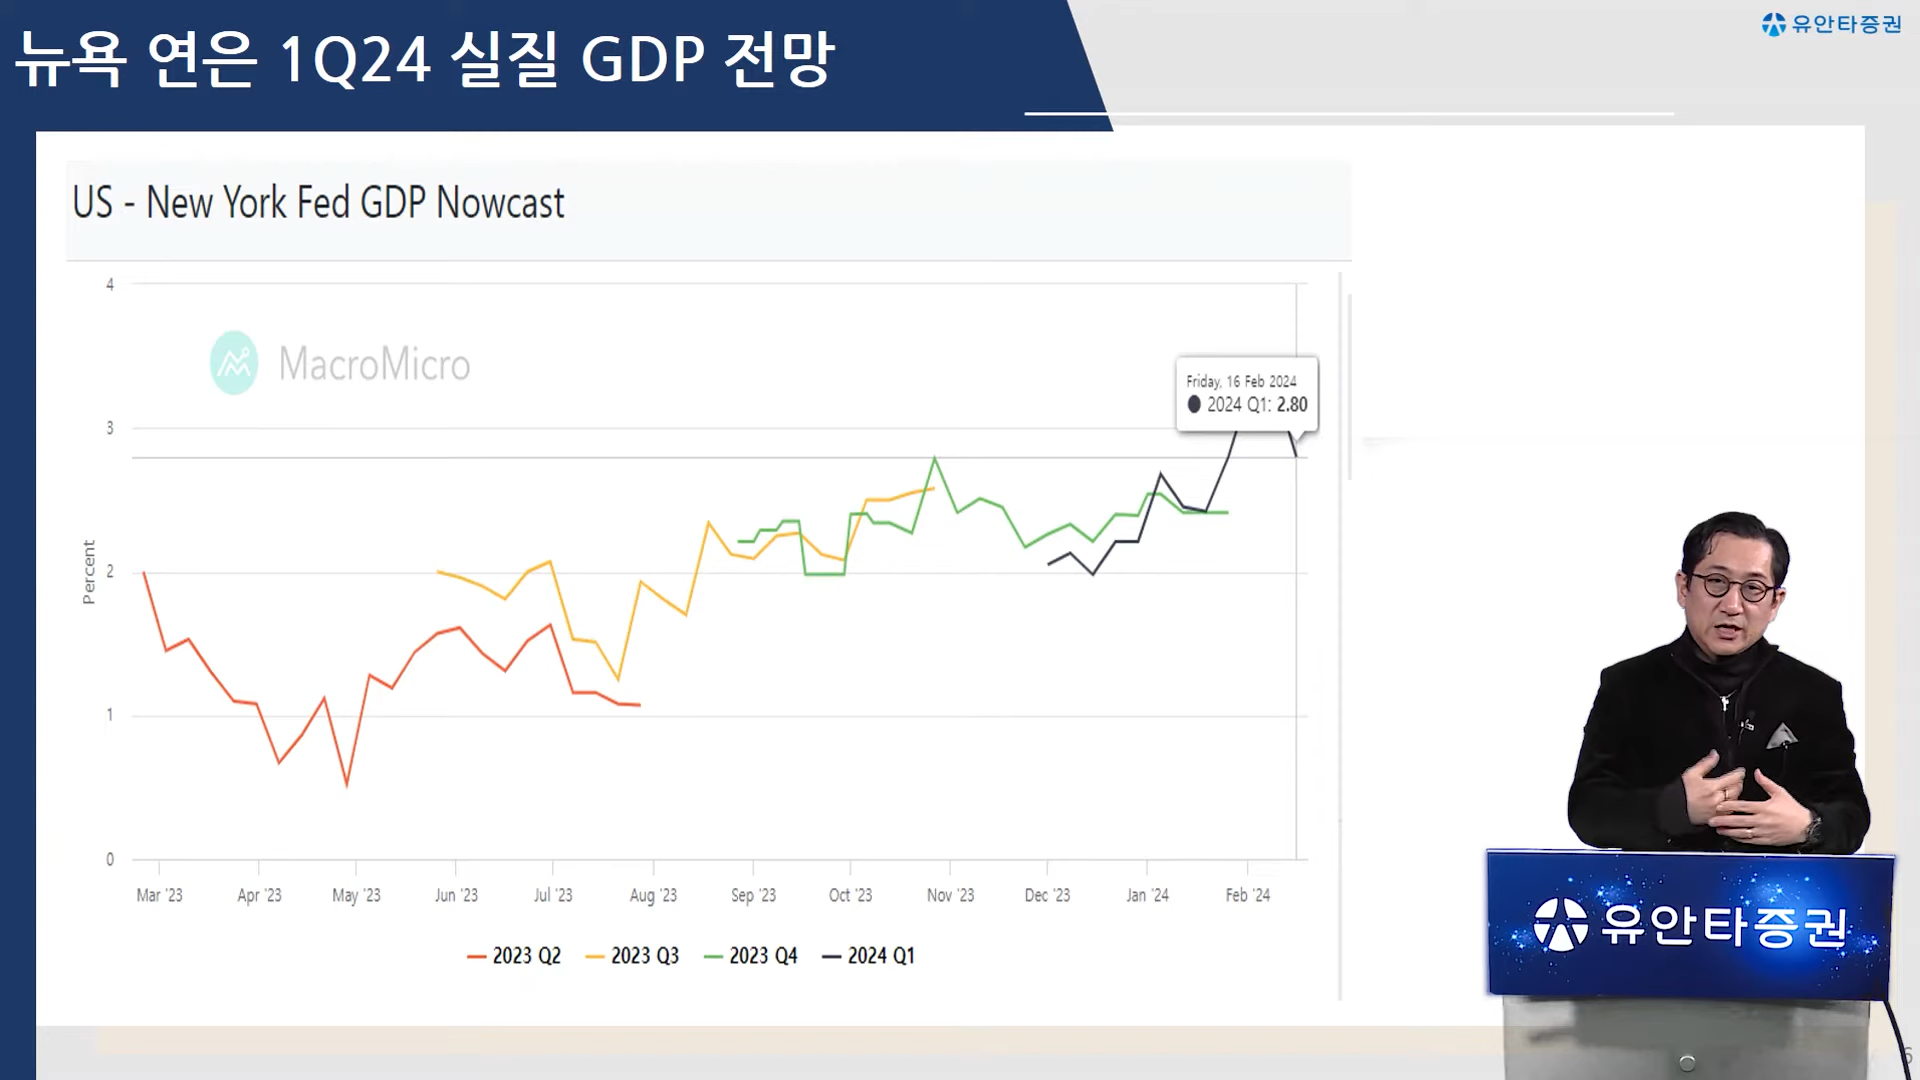 뉴욕 연은 1Q24 실질 GDP 전망
유안타증권
US - New York Fed GDP Nowcast
MacroMicro
Friday, 16 Feb 2024
2024 Q1: 2.80
Percent
4
3
2
1
0
Mar '23 Apr '23 May '23 Jun '23 Jul '23 Aug '23 Sep '23 Oct '23 Nov '23 Dec '23 Jan '24 Feb '24
2023 Q2 2023 Q3 2023 Q4 2024 Q1
유안타증권
6